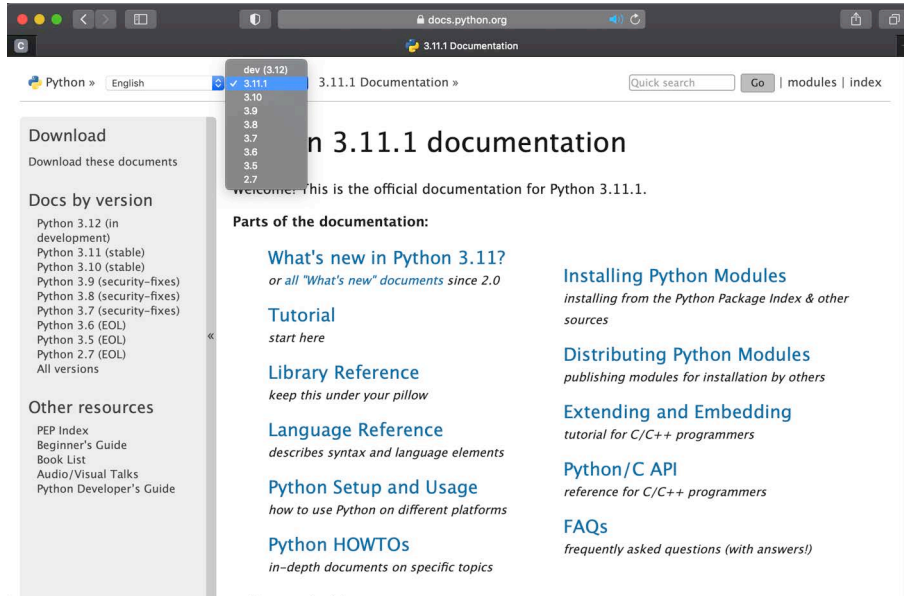 docs.python.org
C
3.11.1 Documentation
Python » English 3.11.1 Documentation » Quick search Go | modules | index
dev (3.12)
✓ 3.11.1
3.10
3.9
3.8
3.7
3.6
3.5
2.7
Download
Download these documents
Docs by version
Python 3.12 (in
development)
Python 3.11 (stable)
Python 3.10 (stable)
Python 3.9 (security-fixes)
Python 3.8 (security-fixes)
Python 3.7 (security-fixes)
Python 3.6 (EOL)
Python 3.5 (EOL)
Python 2.7 (EOL)
All versions
«
Other resources
PEP Index
Beginner's Guide
Book List
Audio/Visual Talks
Python Developer's Guide
n 3.11.1 documentation
Welcome! This is the official documentation for Python 3.11.1.
Parts of the documentation:
What's new in Python 3.11?
or all "What's new" documents since 2.0
Tutorial
start here
Library Reference
keep this under your pillow
Language Reference
describes syntax and language elements
Python Setup and Usage
how to use Python on different platforms
Python HOWTOs
in-depth documents on specific topics
Installing Python Modules
installing from the Python Package Index & other
sources
Distributing Python Modules
publishing modules for installation by others
Extending and Embedding
tutorial for C/C++ programmers
Python/C API
reference for C/C++ programmers
FAQs
frequently asked questions (with answers!)